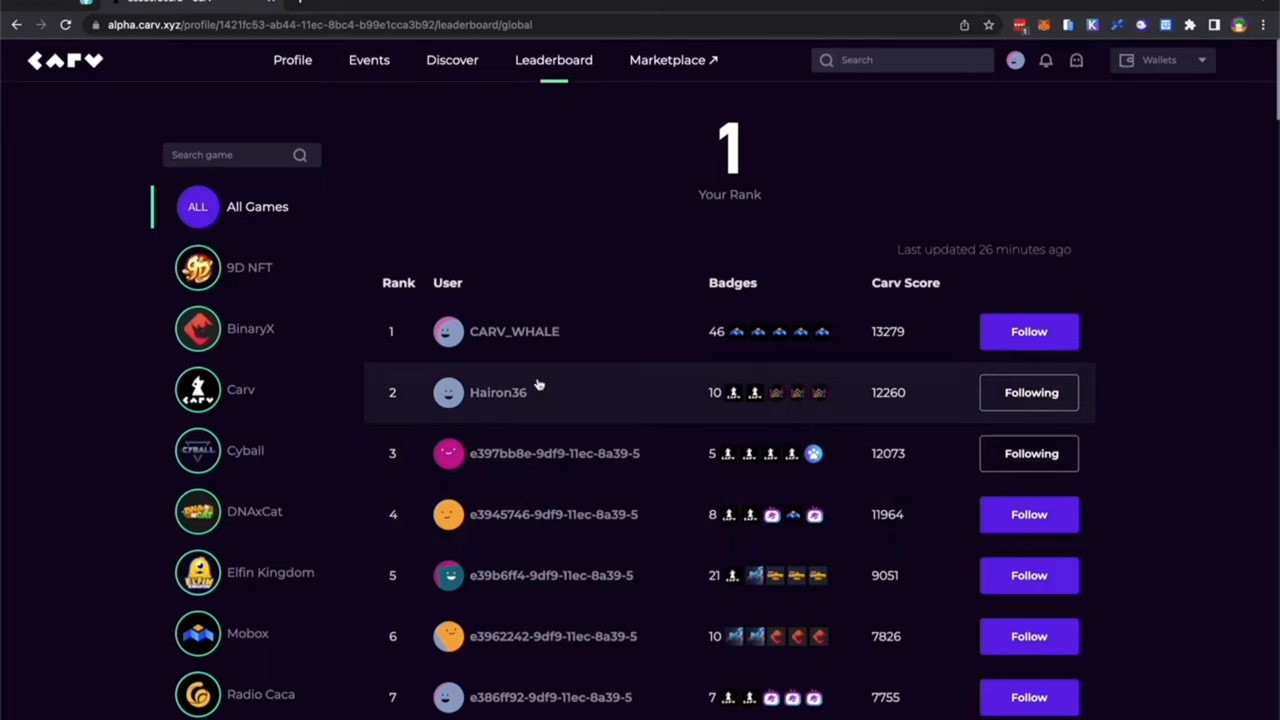 alpha.carv.xyz/profile/1421fc53-ab44-11ec-8bc4-b99e1cca3b92/leaderboard/global
CARV
Profile
Events
Discover
Leaderboard
Marketplace ↗
Search
Wallets
1
Your Rank
Search game
ALL
All Games
9D NFT
BinaryX
Carv
Cyball
DNAxCat
Elfin Kingdom
Mobox
Radio Caca
Last updated 26 minutes ago
Rank User Badges Carv Score
1 CARV_WHALE 46 13279 Follow
2 Hairon36 10 12260 Following
3 e397bb8e-9df9-11ec-8a39-5 5 12073 Following
4 e3945746-9df9-11ec-8a39-5 8 11964 Follow
5 e39b6ff4-9df9-11ec-8a39-5 21 9051 Follow
6 e3962242-9df9-11ec-8a39-5 10 7826 Follow
7 e386ff92-9df9-11ec-8a39-5 7 7755 Follow